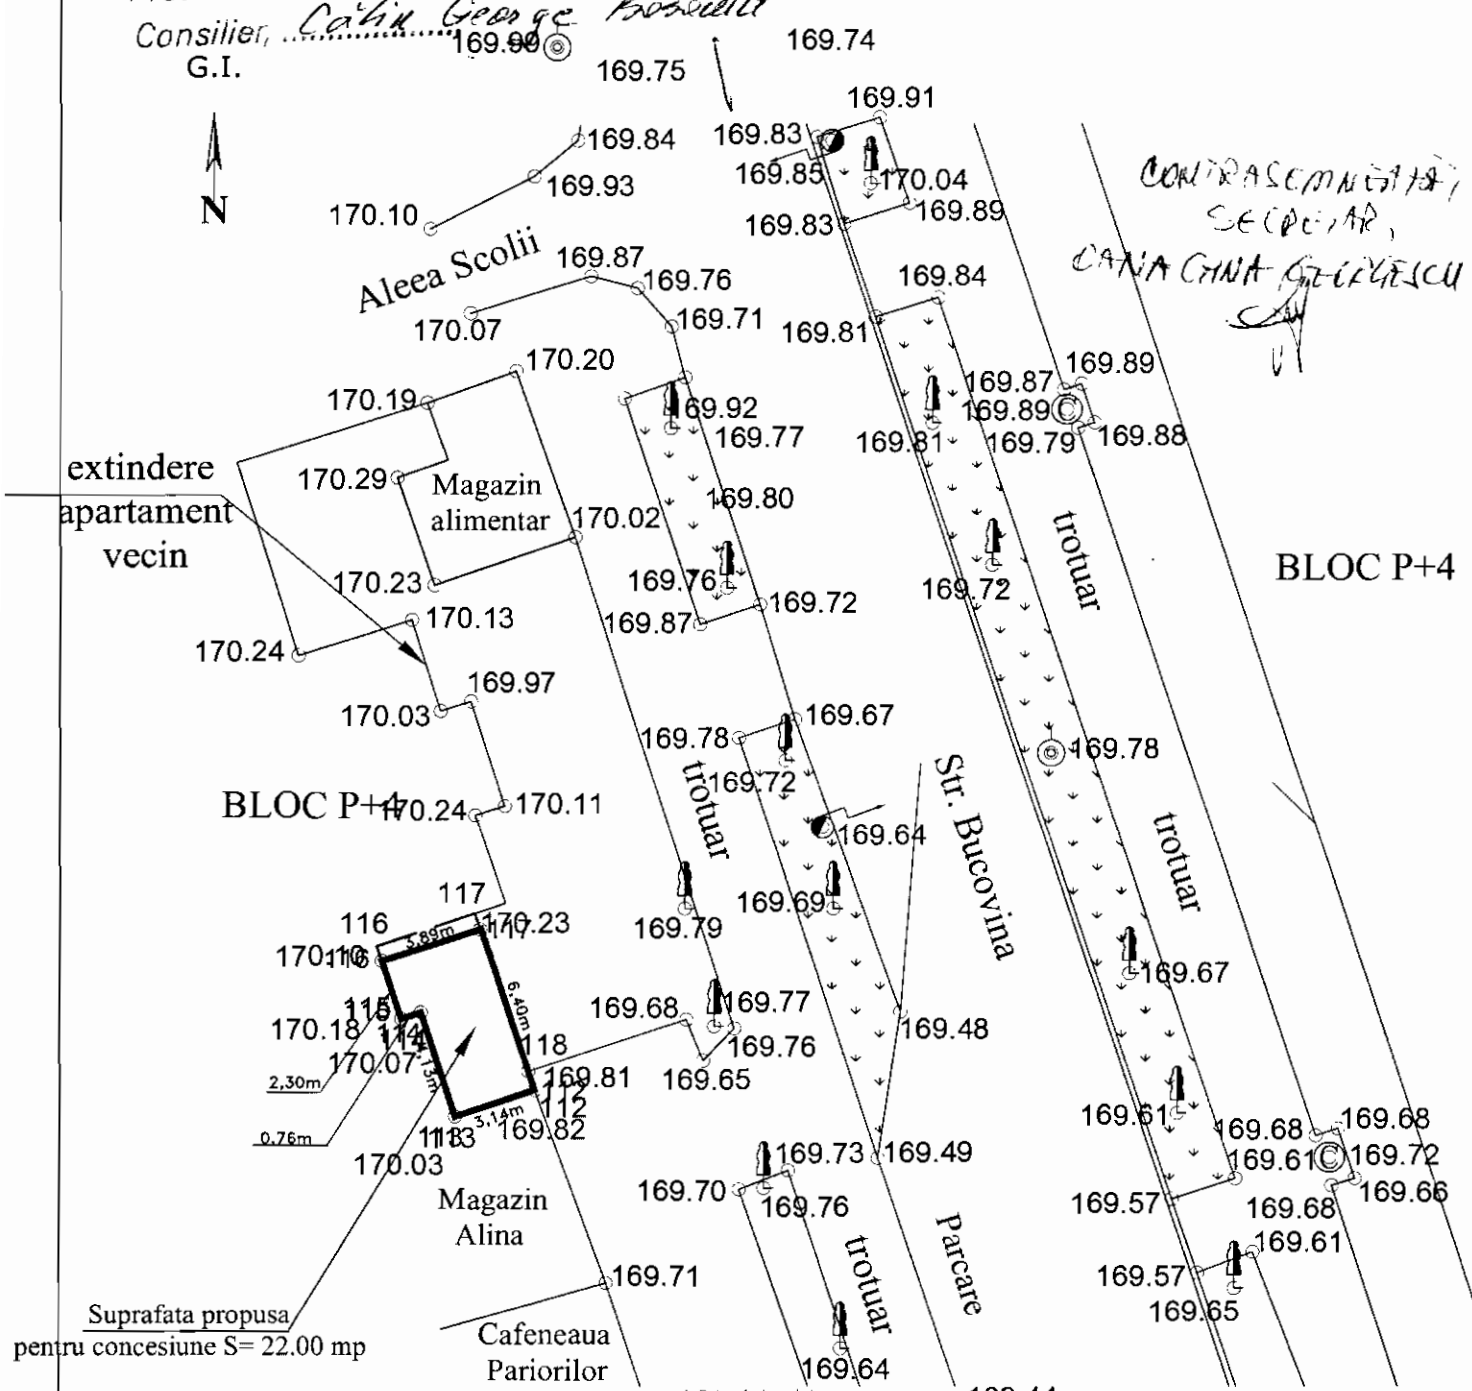 Consilier, Călin George
G.I.
169.90
169.75
169.74
169.91
169.84
169.83
169.93
169.85
170.04
170.10
169.83
169.89
N
CONTRASEMNEAZĂ,
SECRETAR,
Aleea Scolii
169.87
169.76
169.84
170.07
169.71
169.81
170.20
169.89
169.87
170.19
169.92
169.89
169.77
169.81
169.79
169.88
extindere
apartament
vecin
170.29
Magazin
alimentar
169.80
170.02
trotuar
BLOC P+4
170.23
169.76
169.72
170.13
169.87
169.72
170.24
169.97
170.03
169.78
169.67
169.78
169.72
trotuar
Str. Bucovina
BLOC P+4
170.24
170.11
169.64
trotuar
117
169.69
116
170.23
117
169.79
3,89m
170.10
116
169.67
6,40m
115
169.68
169.77
170.18
114
169.76
169.48
118
170.07
169.65
2,30m
169.81
112
112
3,14m
169.61
169.68
169.68
0.76m
113
169.82
170.03
169.73
169.49
169.61
169.72
169.70
169.76
169.57
169.68
169.66
Magazin
Alina
trotuar
Parcare
169.61
169.71
169.57
169.65
Suprafata propusa
pentru concesiune S= 22.00 mp
Cafeneaua
Pariorilor
169.64